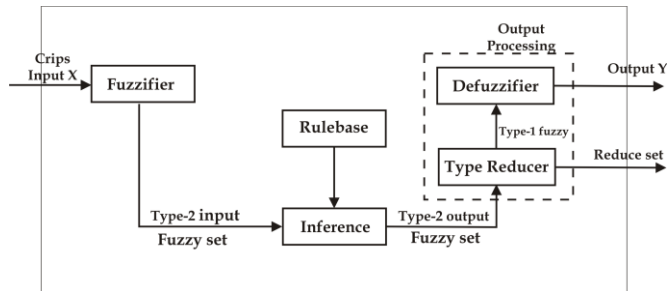 Output
Processing
Crips
Input X
Fuzzifier
Defuzzifier
Output Y
Rulebase
Type-1 fuzzy
Type Reducer
Reduce set
Type-2 input
Fuzzy set
Inference
Type-2 output
Fuzzy set